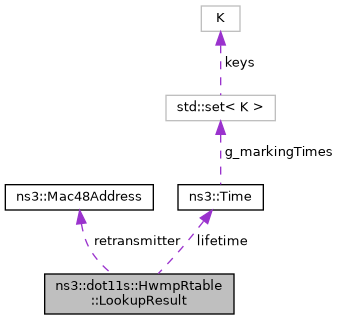 K
keys
std::set< K >
g_markingTimes
ns3::Mac48Address
ns3::Time
retransmitter
lifetime
ns3::dot11s::HwmpRtable
::LookupResult